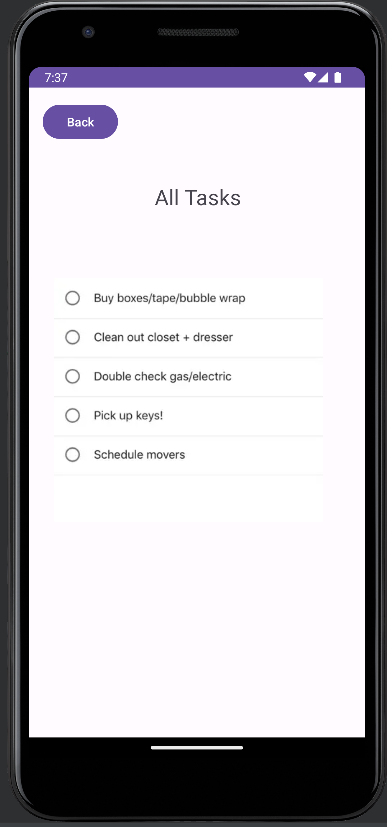 7:37
Back
All Tasks
Buy boxes/tape/bubble wrap
Clean out closet + dresser
Double check gas/electric
Pick up keys!
Schedule movers